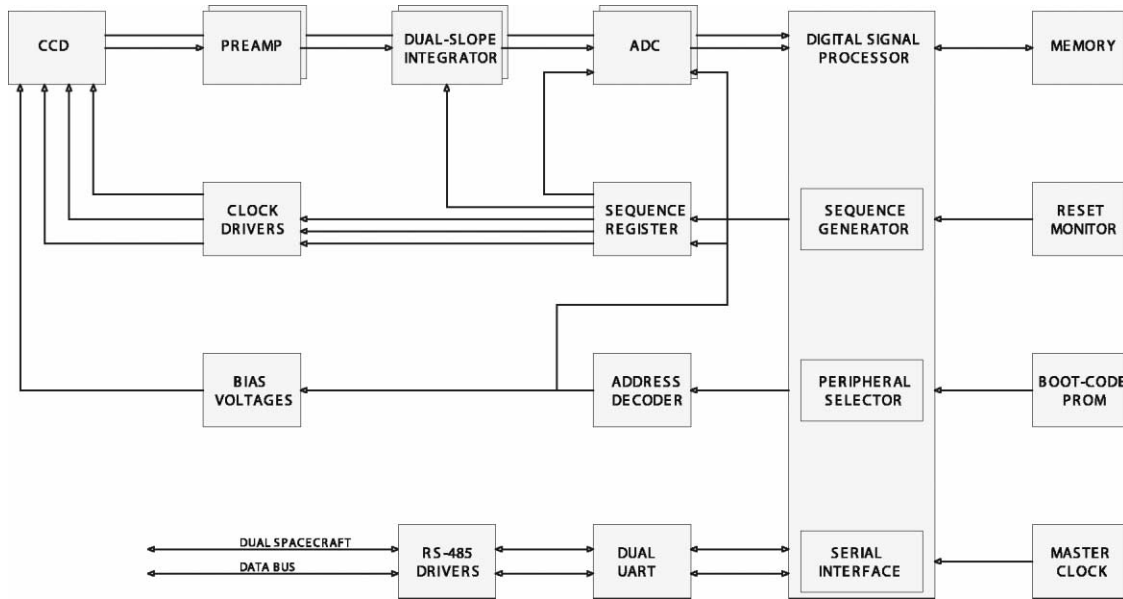 CCD
PREAMP
DUAL-SLOPE
INTEGRATOR
ADC
DIGITAL SIGNAL
PROCESSOR
MEMORY
CLOCK
DRIVERS
SEQUENCE
REGISTER
SEQUENCE
GENERATOR
RESET
MONITOR
BIAS
VOLTAGES
ADDRESS
DECODER
PERIPHERAL
SELECTOR
BOOT-CODE
PROM
DUAL SPACECRAFT
DATA BUS
RS-485
DRIVERS
DUAL
UART
SERIAL
INTERFACE
MASTER
CLOCK